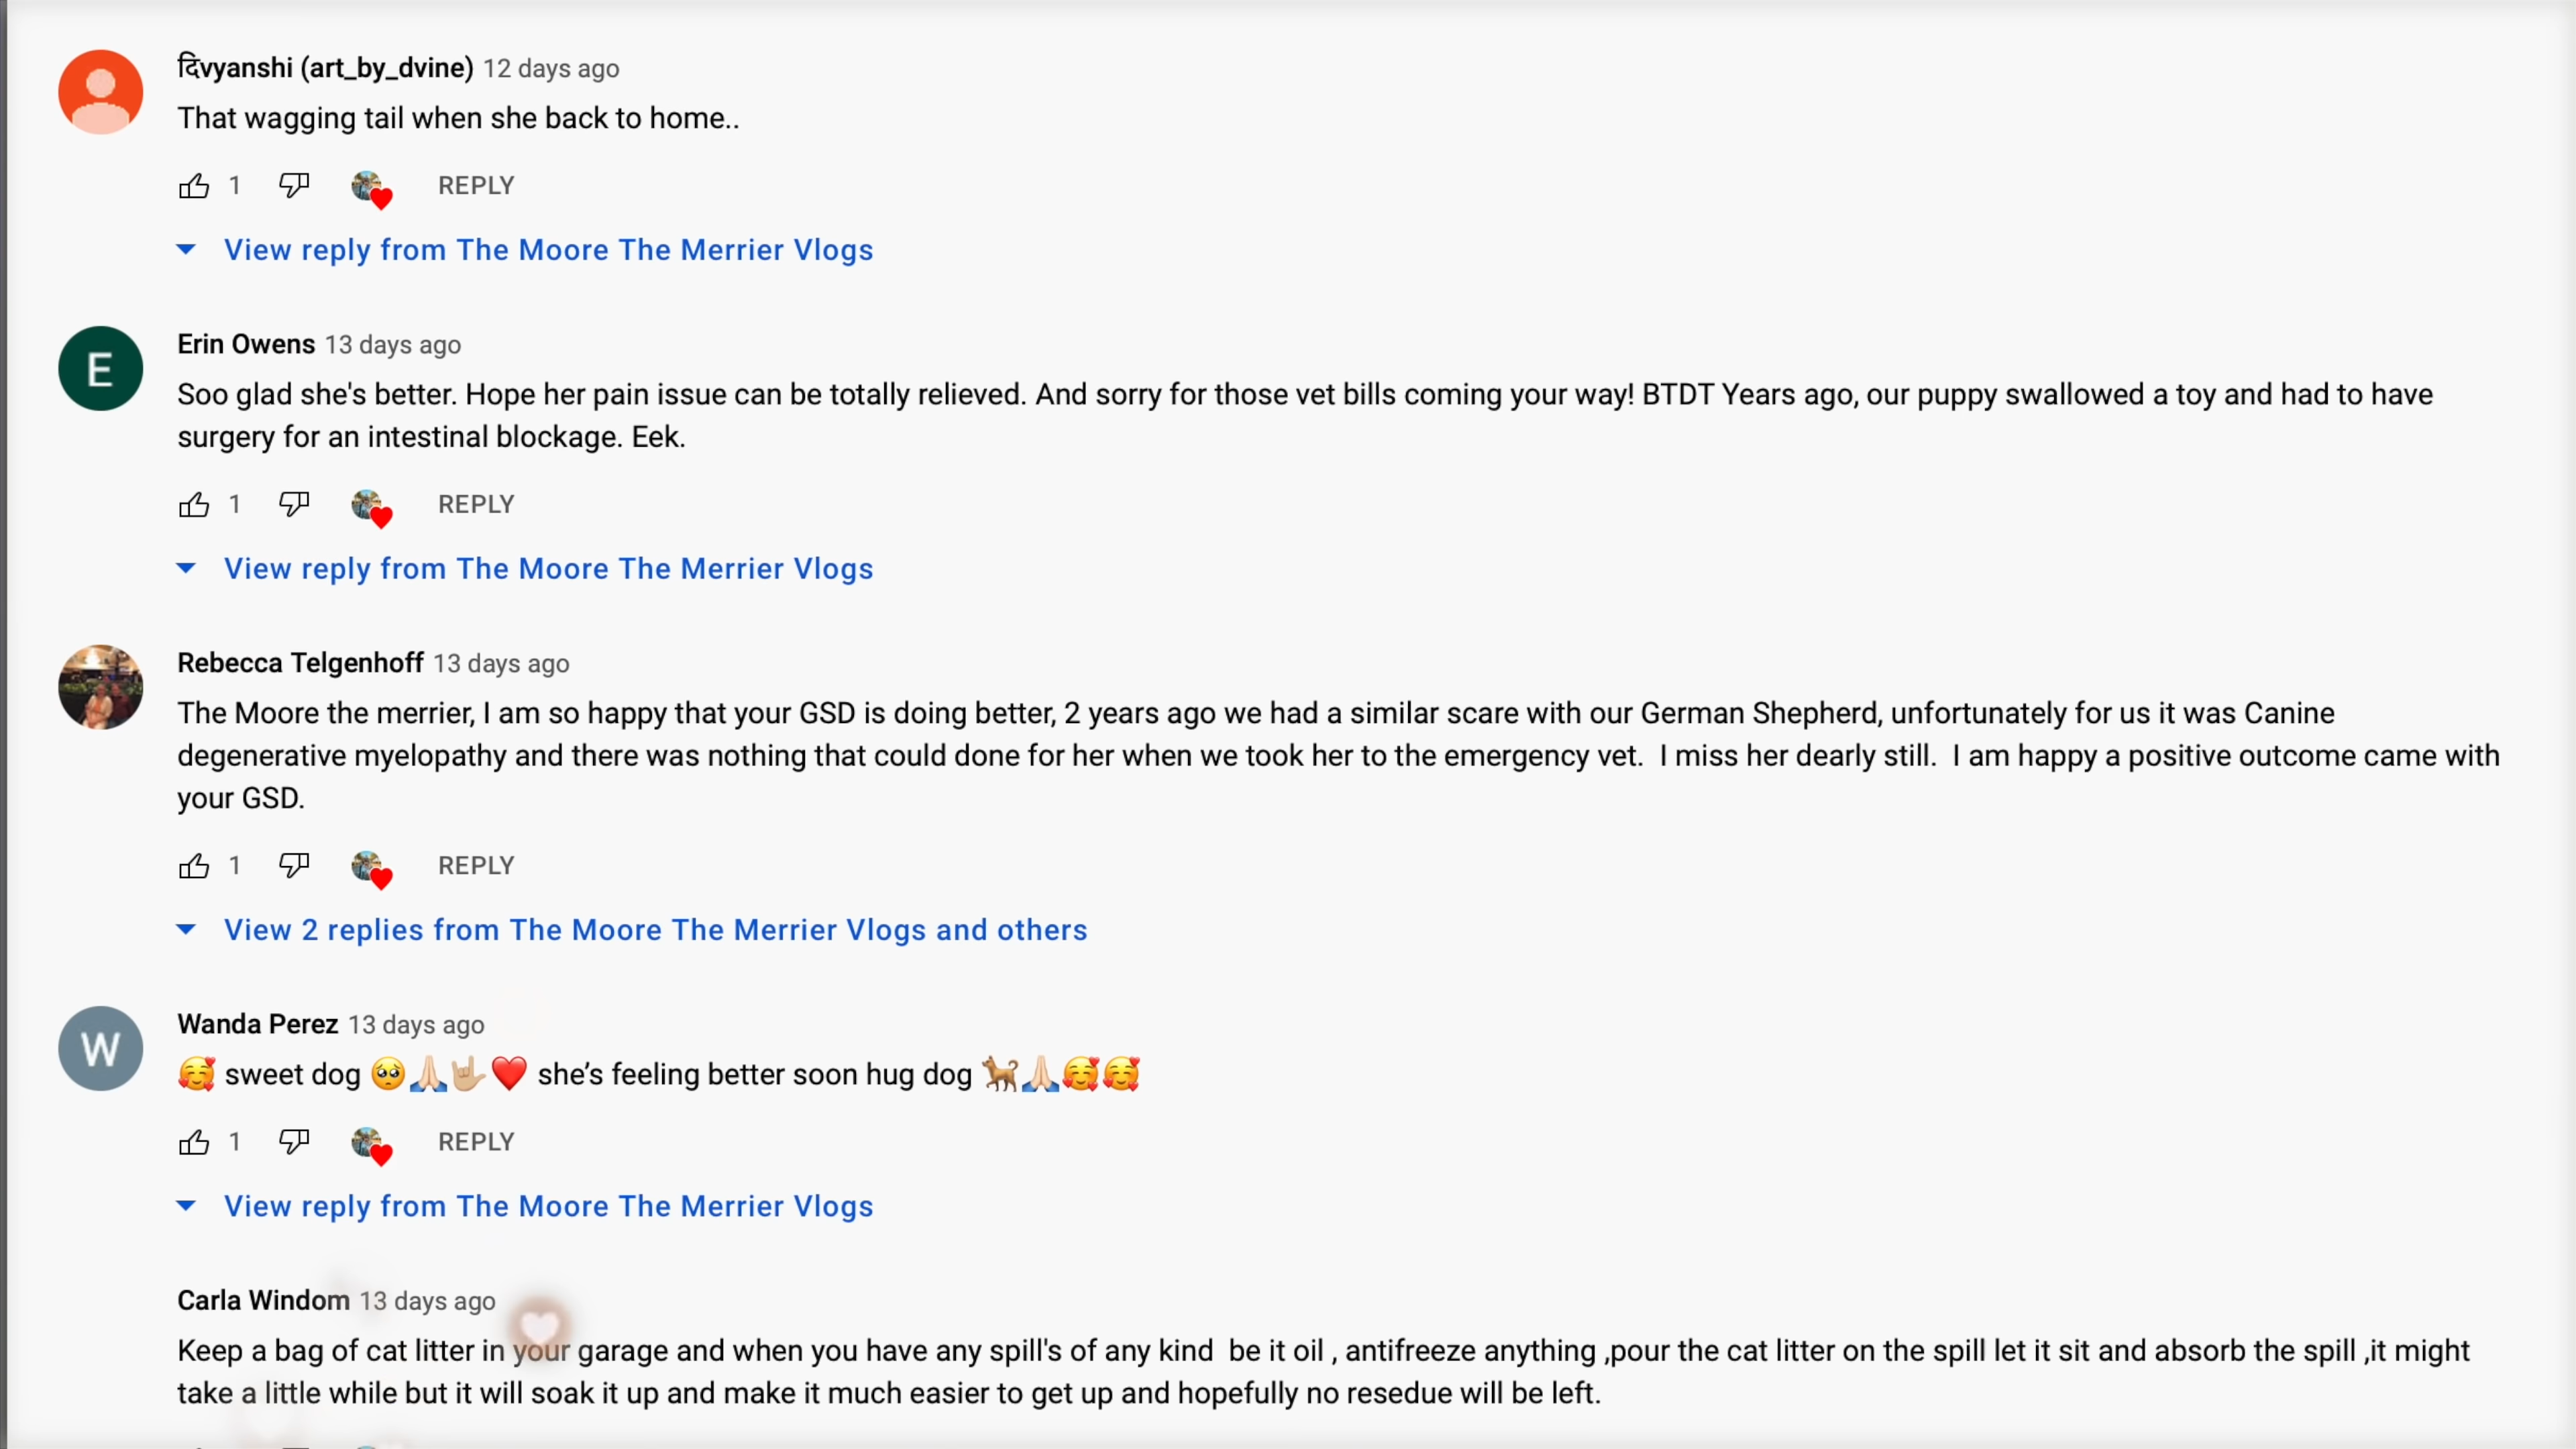 दिvyanshi (art_by_dvine) 12 days ago
That wagging tail when she back to home..
1 REPLY
View reply from The Moore The Merrier Vlogs
E
Erin Owens 13 days ago
Soo glad she's better. Hope her pain issue can be totally relieved. And sorry for those vet bills coming your way! BTDT Years ago, our puppy swallowed a toy and had to have
surgery for an intestinal blockage. Eek.
1 REPLY
View reply from The Moore The Merrier Vlogs
Rebecca Telgenhoff 13 days ago
The Moore the merrier, I am so happy that your GSD is doing better, 2 years ago we had a similar scare with our German Shepherd, unfortunately for us it was Canine
degenerative myelopathy and there was nothing that could done for her when we took her to the emergency vet.  I miss her dearly still.  I am happy a positive outcome came with
your GSD.
1 REPLY
View 2 replies from The Moore The Merrier Vlogs and others
W
Wanda Perez 13 days ago
🥰 sweet dog 🥺🙏🏻🤟🏼❤️ she’s feeling better soon hug dog 🐕🙏🏻🥰🥰
1 REPLY
View reply from The Moore The Merrier Vlogs
Carla Windom 13 days ago
Keep a bag of cat litter in your garage and when you have any spill's of any kind  be it oil , antifreeze anything ,pour the cat litter on the spill let it sit and absorb the spill ,it might
take a little while but it will soak it up and make it much easier to get up and hopefully no resedue will be left.